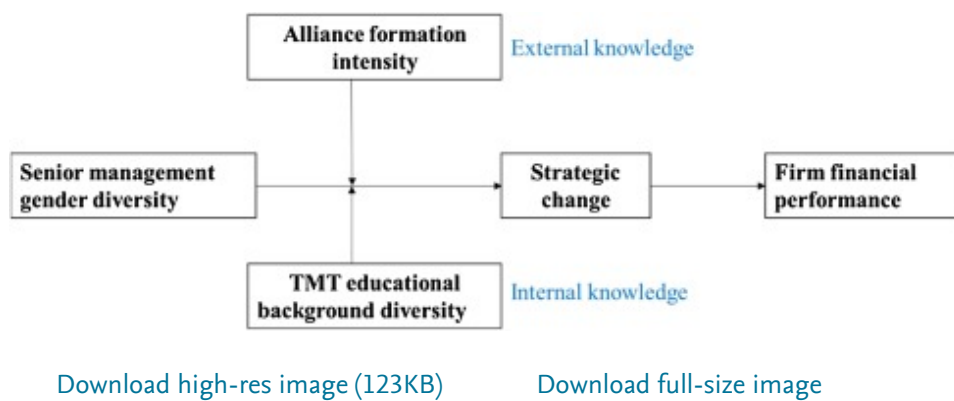 Alliance formation
intensity
External knowledge
Senior management
gender diversity
Strategic
change
Firm financial
performance
TMT educational
background diversity
Internal knowledge
Download high-res image (123KB)
Download full-size image